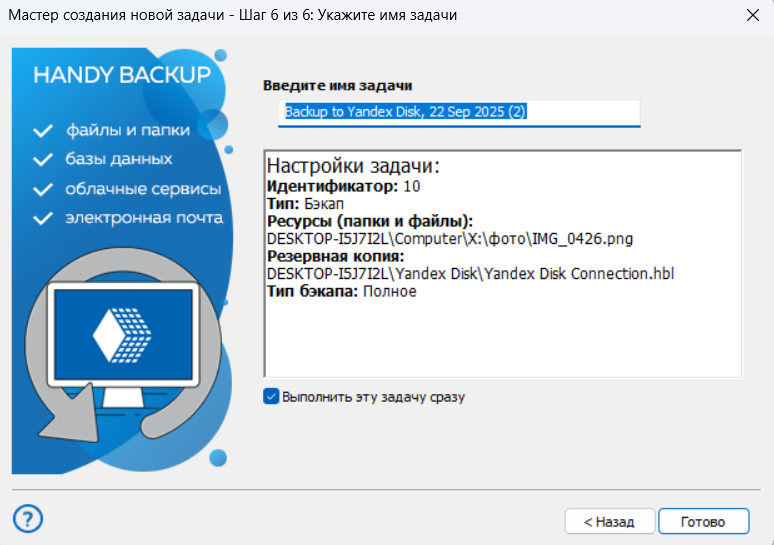 Мастер создания новой задачи - Шаг 6 из 6: Укажите имя задачи
HANDY BACKUP
файлы и папки
базы данных
облачные сервисы
электронная почта
Введите имя задачи
Backup to Yandex Disk, 22 Sep 2025 (2)
Настройки задачи:
Идентификатор: 10
Тип: Бэкап
Ресурсы (папки и файлы):
DESKTOP-I5J7I2L\Computer\X:\фото\IMG_0426.png
Резервная копия:
DESKTOP-I5J7I2L\Yandex Disk\Yandex Disk Connection.hbl
Тип бэкапа: Полное
Выполнить эту задачу сразу
?
< Назад
Готово